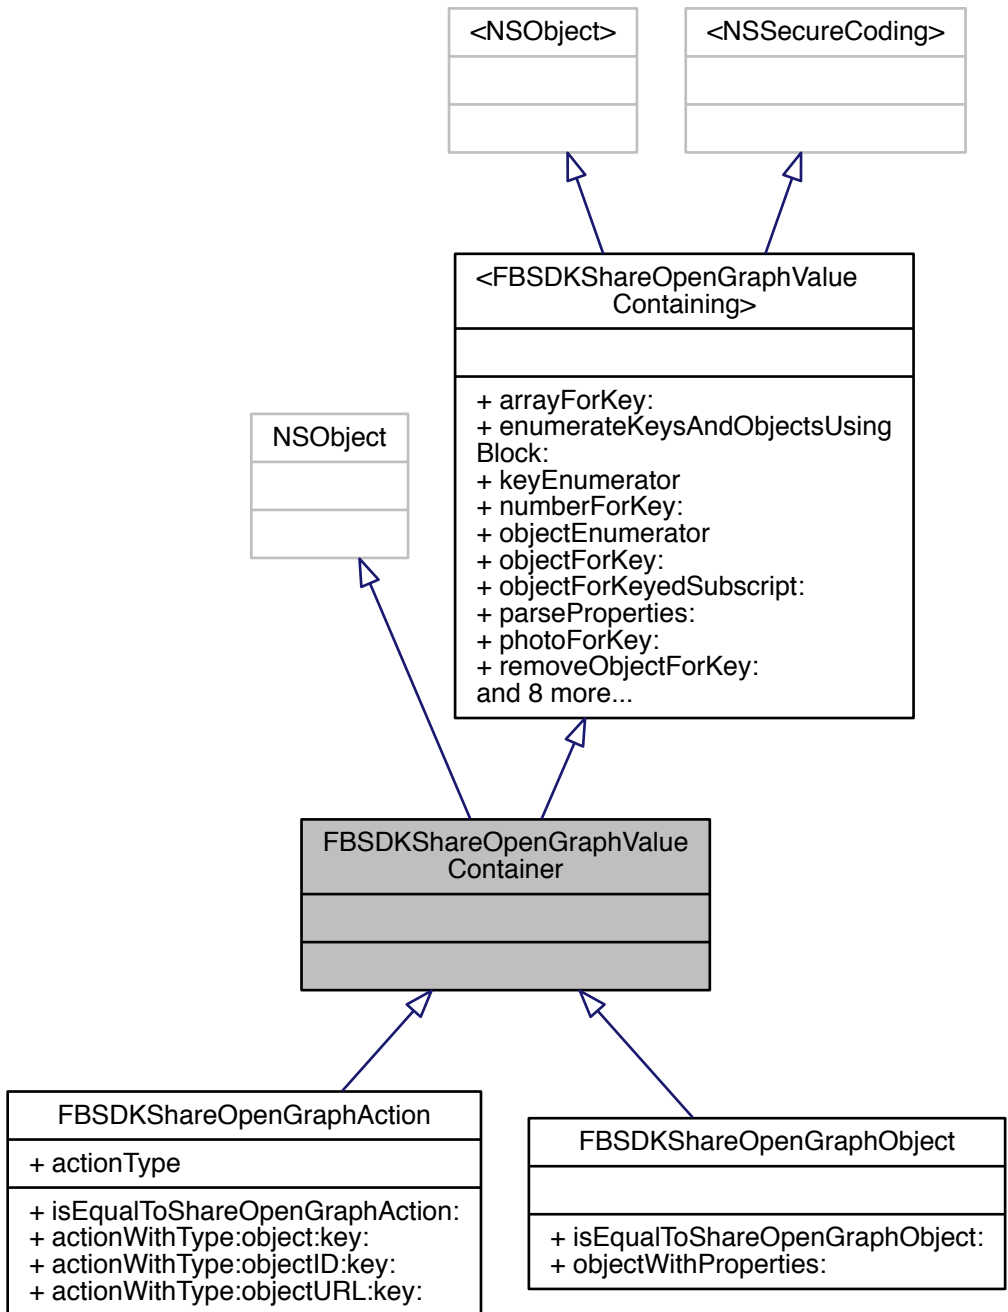 <NSObject>
<NSSecureCoding>
<FBSDKShareOpenGraphValue
Containing>
+ arrayForKey:
+ enumerateKeysAndObjectsUsing
Block:
+ keyEnumerator
+ numberForKey:
+ objectEnumerator
+ objectForKey:
+ objectForKeyedSubscript:
+ parseProperties:
+ photoForKey:
+ removeObjectForKey:
and 8 more...
NSObject
FBSDKShareOpenGraphValue
Container
FBSDKShareOpenGraphAction
+ actionType
+ isEqualToShareOpenGraphAction:
+ actionWithType:object:key:
+ actionWithType:objectID:key:
+ actionWithType:objectURL:key:
FBSDKShareOpenGraphObject
+ isEqualToShareOpenGraphObject:
+ objectWithProperties: